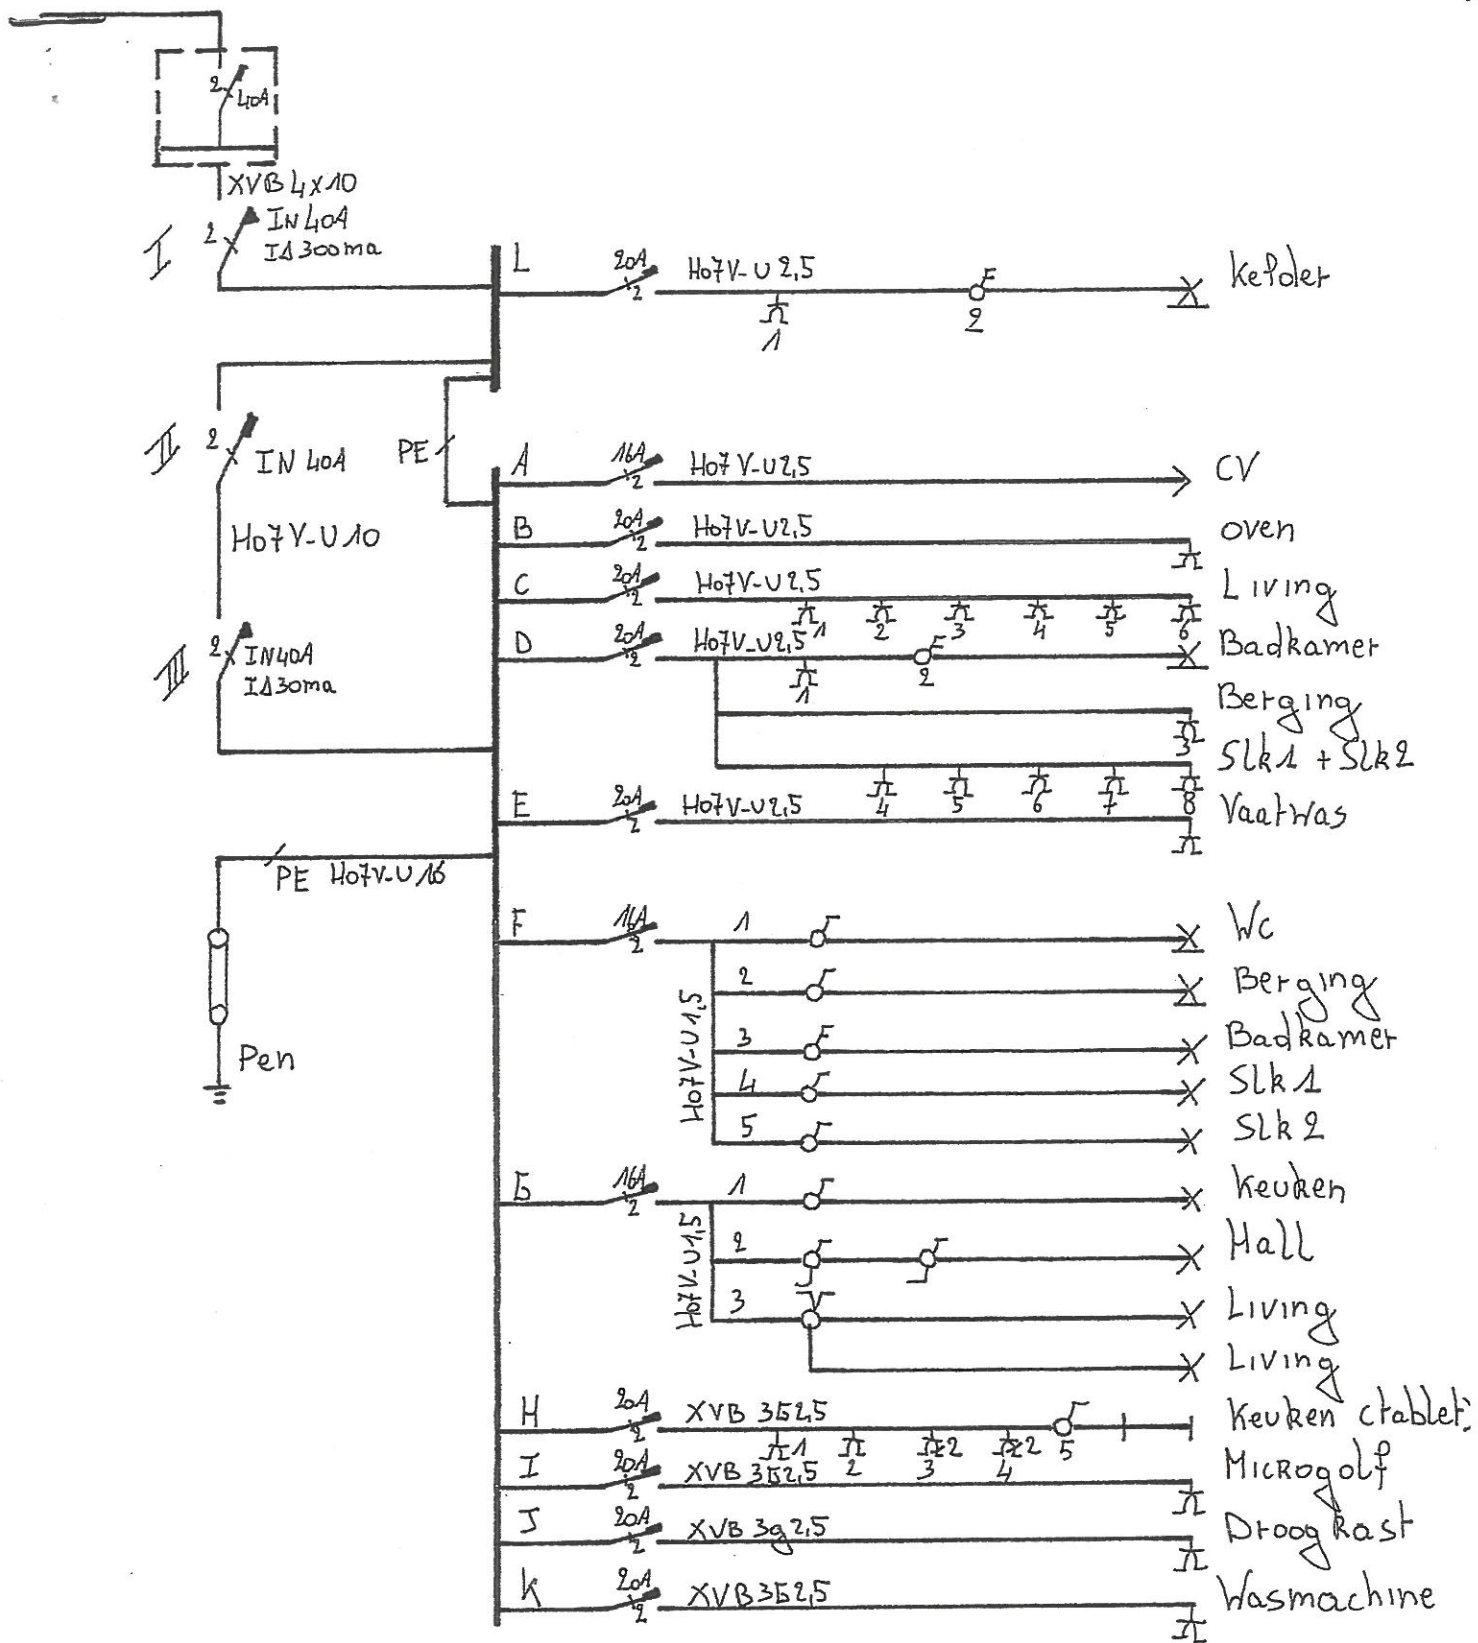 2 40A
XVB 4x10
I 2 IN 40A
IΔ 300ma
L 20A 2 H07V-U 2,5 Kelder
1 2
II 2 IN 40A
PE
H07V-U 10
III 2 IN 40A
IΔ 30ma
A 16A 2 H07V-U 2,5 CV
B 20A 2 H07V-U 2,5 oven
C 20A 2 H07V-U 2,5 Living
1 2 3 4 5 6
D 20A 2 H07V-U 2,5 Badkamer
1 2
Berging
3
Slk1 + Slk2
4 5 6 7 8
E 20A 2 H07V-U 2,5 Vaatwas
PE H07V-U 16
Pen
F 16A 2 H07V-U 1,5
1 Wc
2 Berging
3 Badkamer
4 Slk 1
5 Slk 2
G 16A 2 H07V-U 1,5
1 Keuken
2 Hall
3 Living
Living
H 20A 2 XVB 3G2,5 Keuken
1 2 2 3 2 4 5
I 20A 2 XVB 3G2,5 Microgolf
J 20A 2 XVB 3g2,5 Droogkast
K 20A 2 XVB 3G2,5 Wasmachine